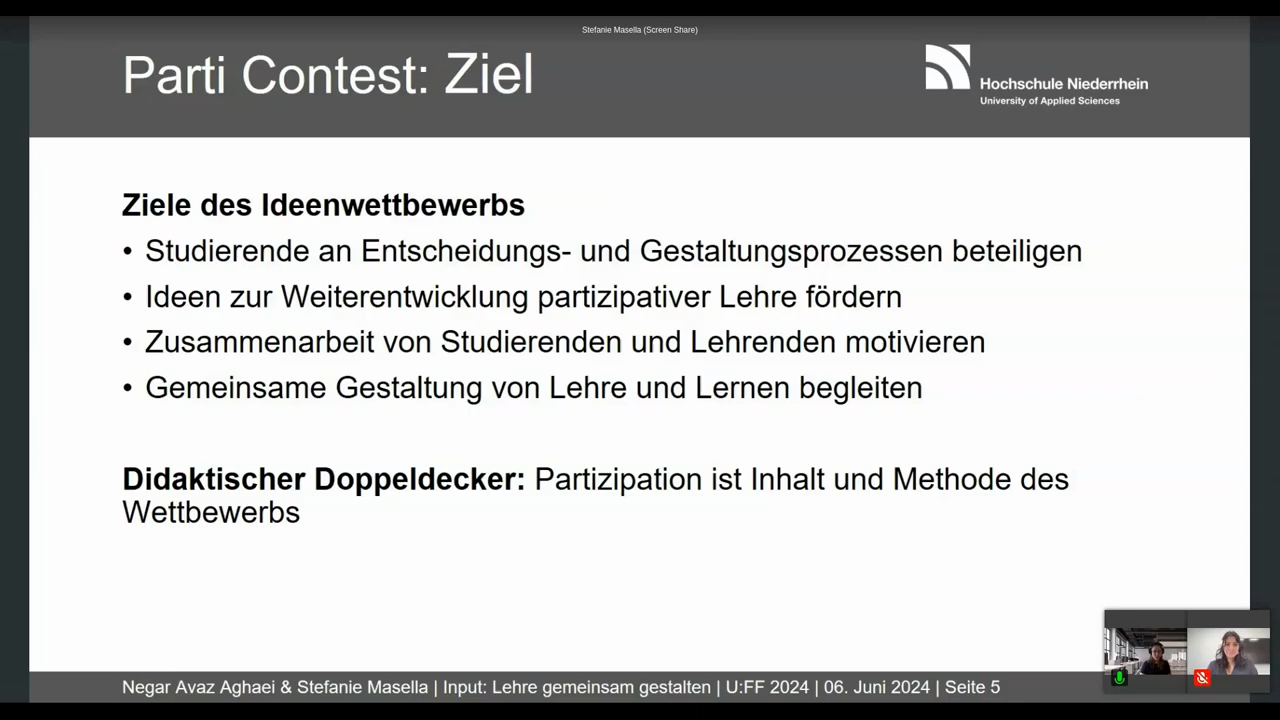 Stefanie Masella (Screen Share)
Parti Contest: Ziel
Hochschule Niederrhein
University of Applied Sciences
Ziele des Ideenwettbewerbs
• Studierende an Entscheidungs- und Gestaltungsprozessen beteiligen
• Ideen zur Weiterentwicklung partizipativer Lehre fördern
• Zusammenarbeit von Studierenden und Lehrenden motivieren
• Gemeinsame Gestaltung von Lehre und Lernen begleiten
Didaktischer Doppeldecker: Partizipation ist Inhalt und Methode des
Wettbewerbs
Negar Avaz Aghaei & Stefanie Masella | Input: Lehre gemeinsam gestalten | U:FF 2024 | 06. Juni 2024 | Seite 5